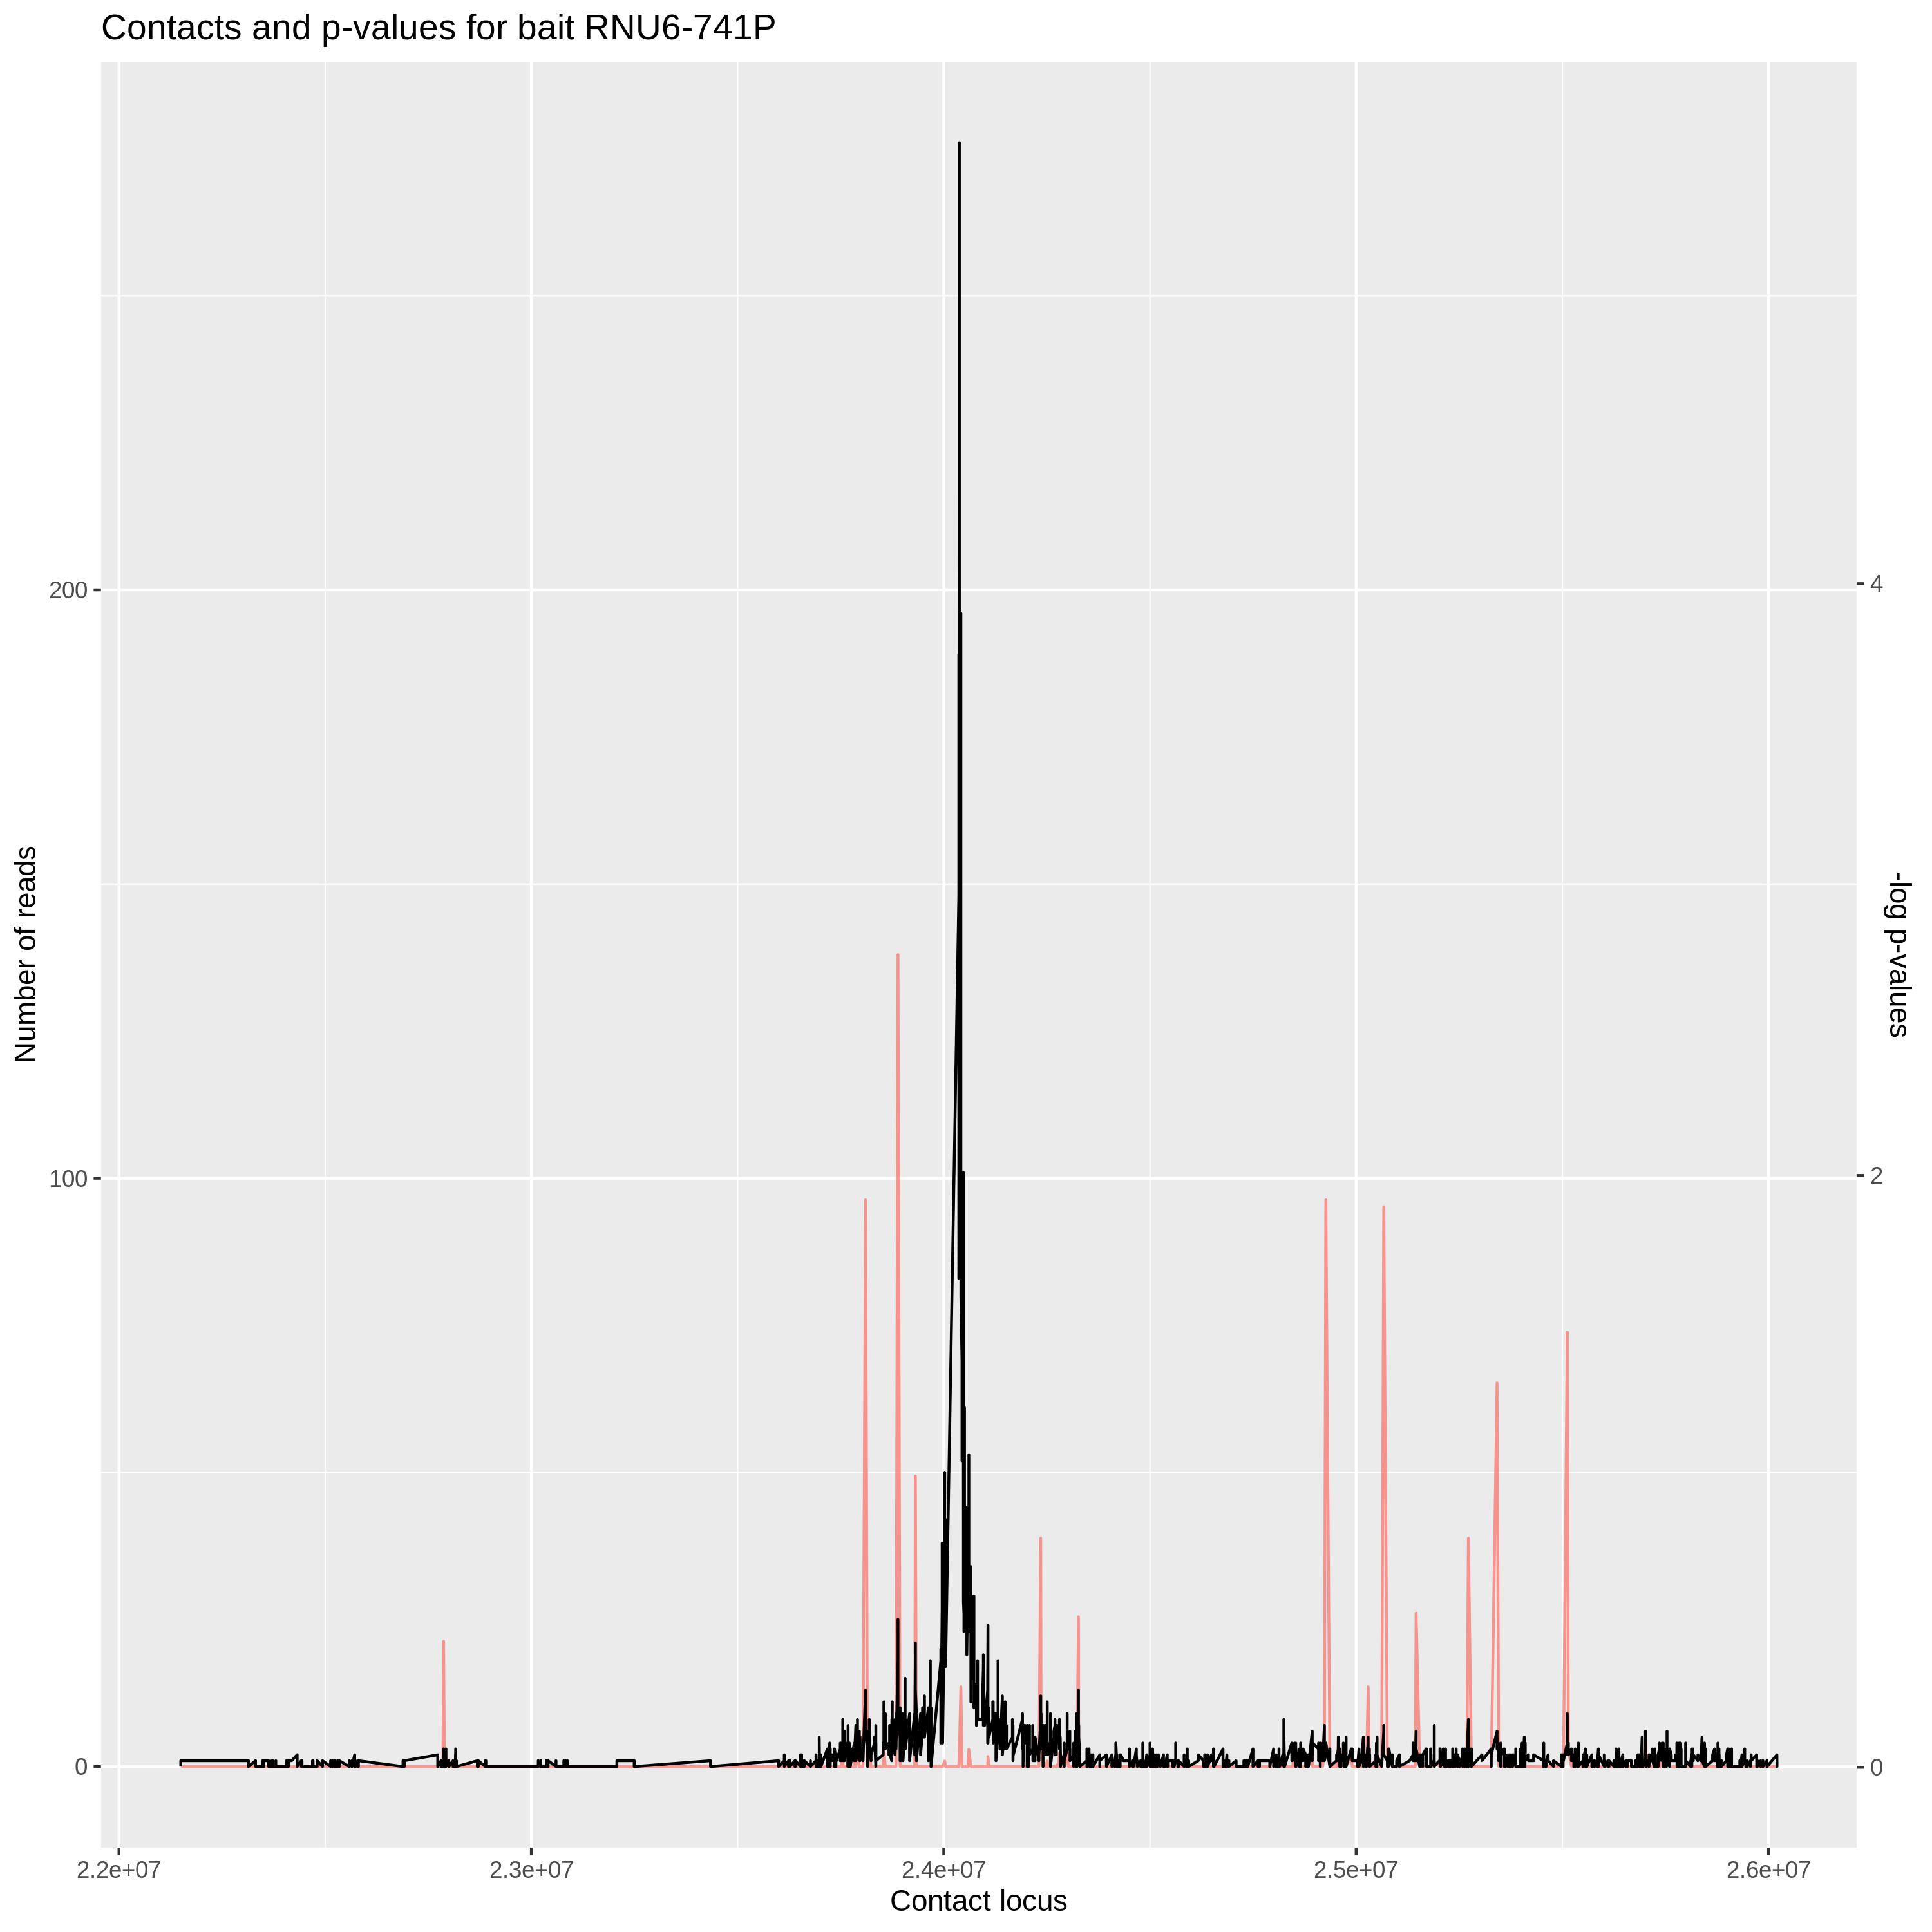 Contacts and p-values for bait RNU6-741P
Number of reads
200
100
0
4
2
0
-log p-values
2.2e+07 2.3e+07 2.4e+07 2.5e+07 2.6e+07
Contact locus